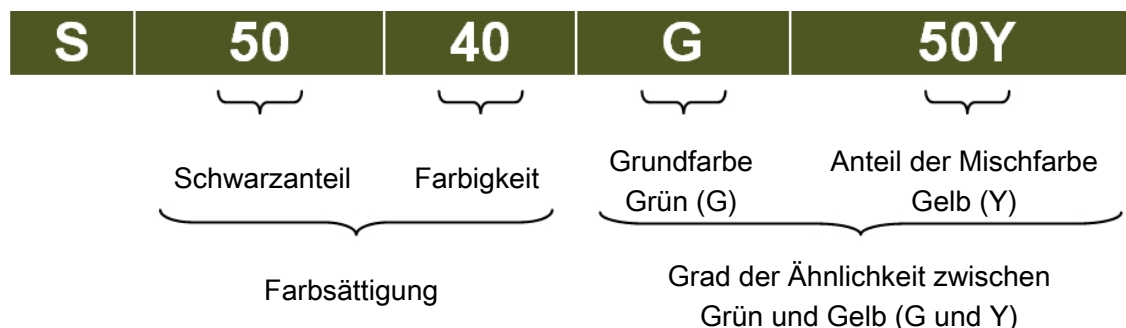 S 50 40 G 50Y
Schwarzanteil Farbigkeit Grundfarbe Anteil der Mischfarbe
Grün (G) Gelb (Y)
Farbsättigung Grad der Ähnlichkeit zwischen
Grün und Gelb (G und Y)